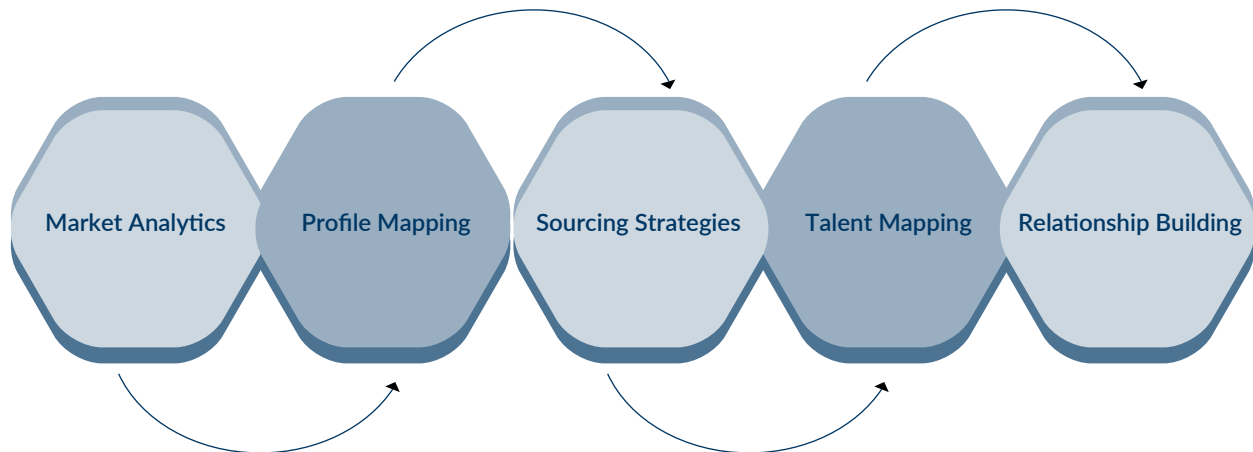 Market Analytics
Profile Mapping
Sourcing Strategies
Talent Mapping
Relationship Building